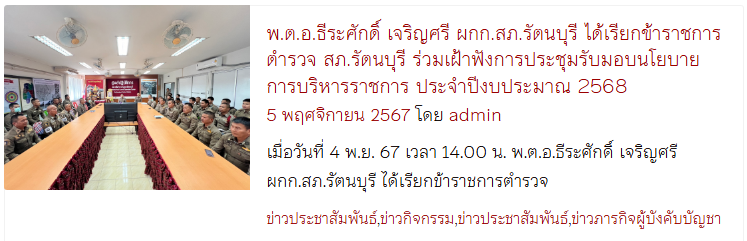 พ.ต.อ.ธีระศักดิ์ เจริญศรี ผกก.สภ.รัตนบุรี ได้เรียกข้าราชการ
ตำรวจ สภ.รัตนบุรี ร่วมเฝ้าฟังการประชุมรับมอบนโยบาย
การบริหารราชการ ประจำปีงบประมาณ 2568
5 พฤศจิกายน 2567 โดย admin
เมื่อวันที่ 4 พ.ย. 67 เวลา 14.00 น. พ.ต.อ.ธีระศักดิ์ เจริญศรี
ผกก.สภ.รัตนบุรี ได้เรียกข้าราชการตำรวจ
ข่าวประชาสัมพันธ์,ข่าวกิจกรรม,ข่าวประชาสัมพันธ์,ข่าวภารกิจผู้บังคับบัญชา